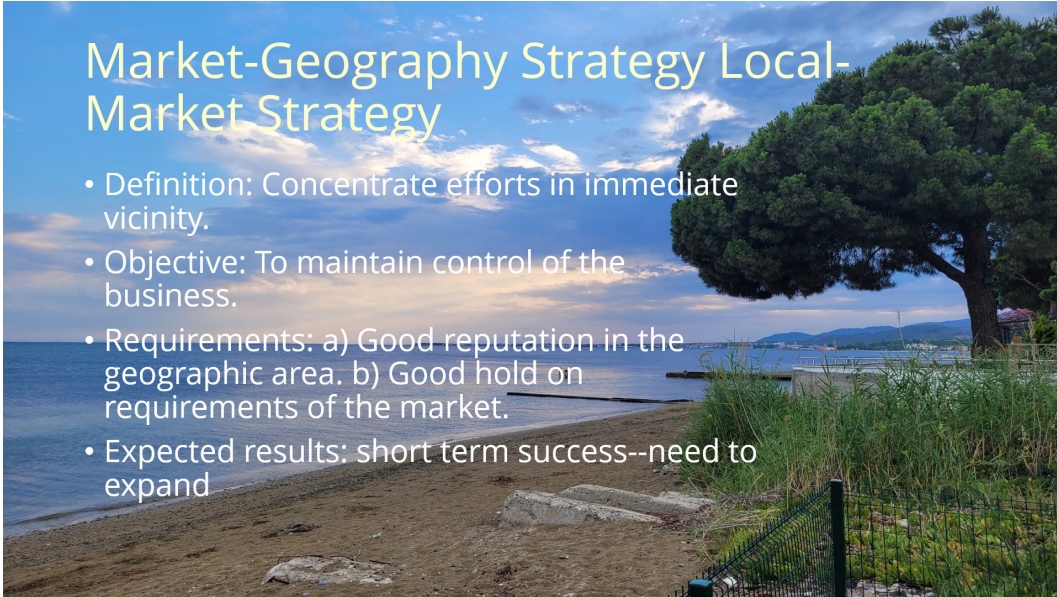 Market-Geography Strategy Local-
Market Strategy
• Definition: Concentrate efforts in immediate
vicinity.
• Objective: To maintain control of the
business.
• Requirements: a) Good reputation in the
geographic area. b) Good hold on
requirements of the market.
• Expected results: short term success--need to
expand